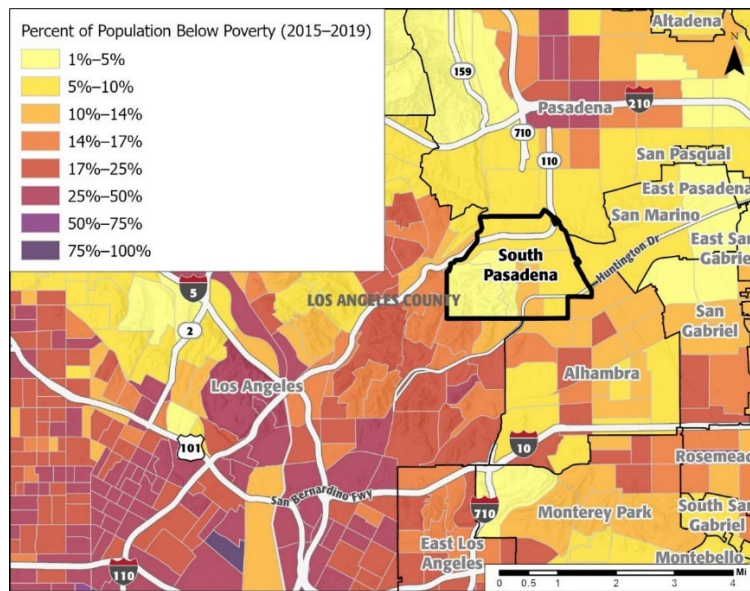 Percent of Population Below Poverty (2015–2019)
1%–5%
5%–10%
10%–14%
14%–17%
17%–25%
25%–50%
50%–75%
75%–100%
Altadena
N
159
Pasadena
210
710
110
San Pasqual
East Pasadena
San Marino
South
Pasadena
Huntington Dr
East San
Gabriel
5
LOS ANGELES COUNTY
2
San
Gabriel
Los Angeles
Alhambra
101
10
Rosemead
San Bernardino Fwy
710
Monterey Park
South San
Gabriel
East Los
Angeles
Montebello
110
Mi
0 0.5 1 2 3 4